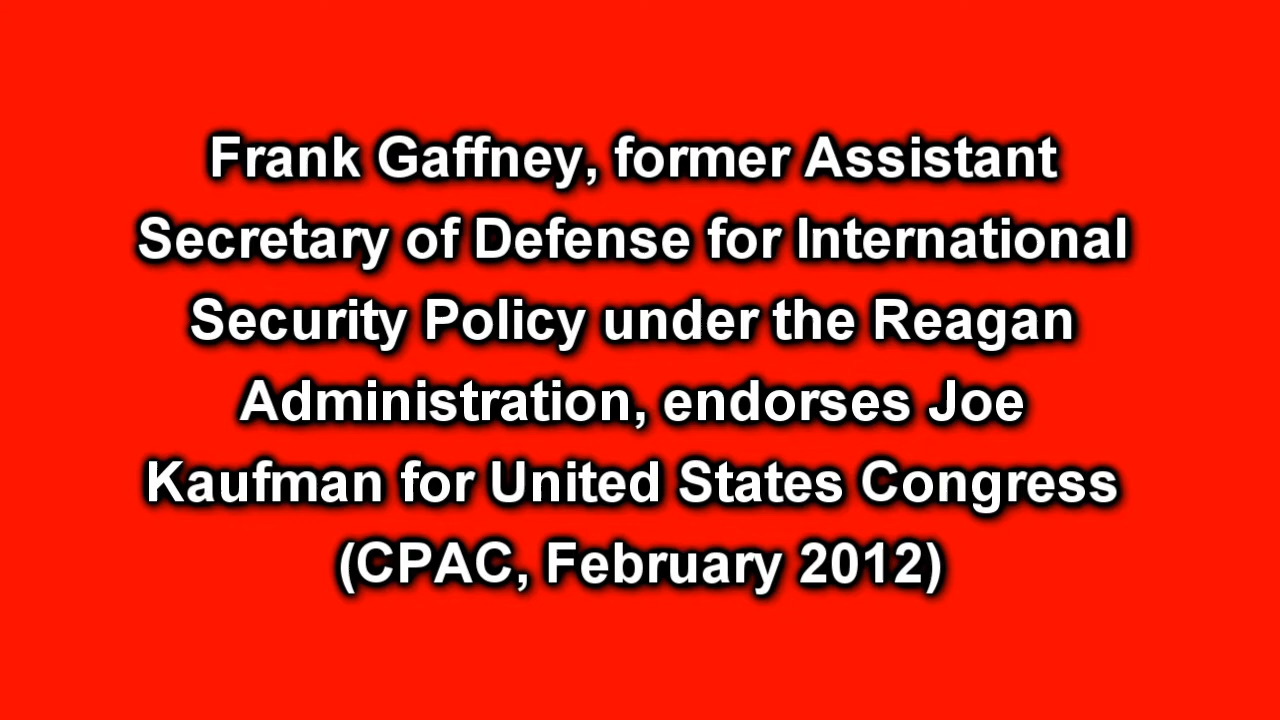 Frank Gaffney, former Assistant
Secretary of Defense for International
Security Policy under the Reagan
Administration, endorses Joe
Kaufman for United States Congress
(CPAC, February 2012)